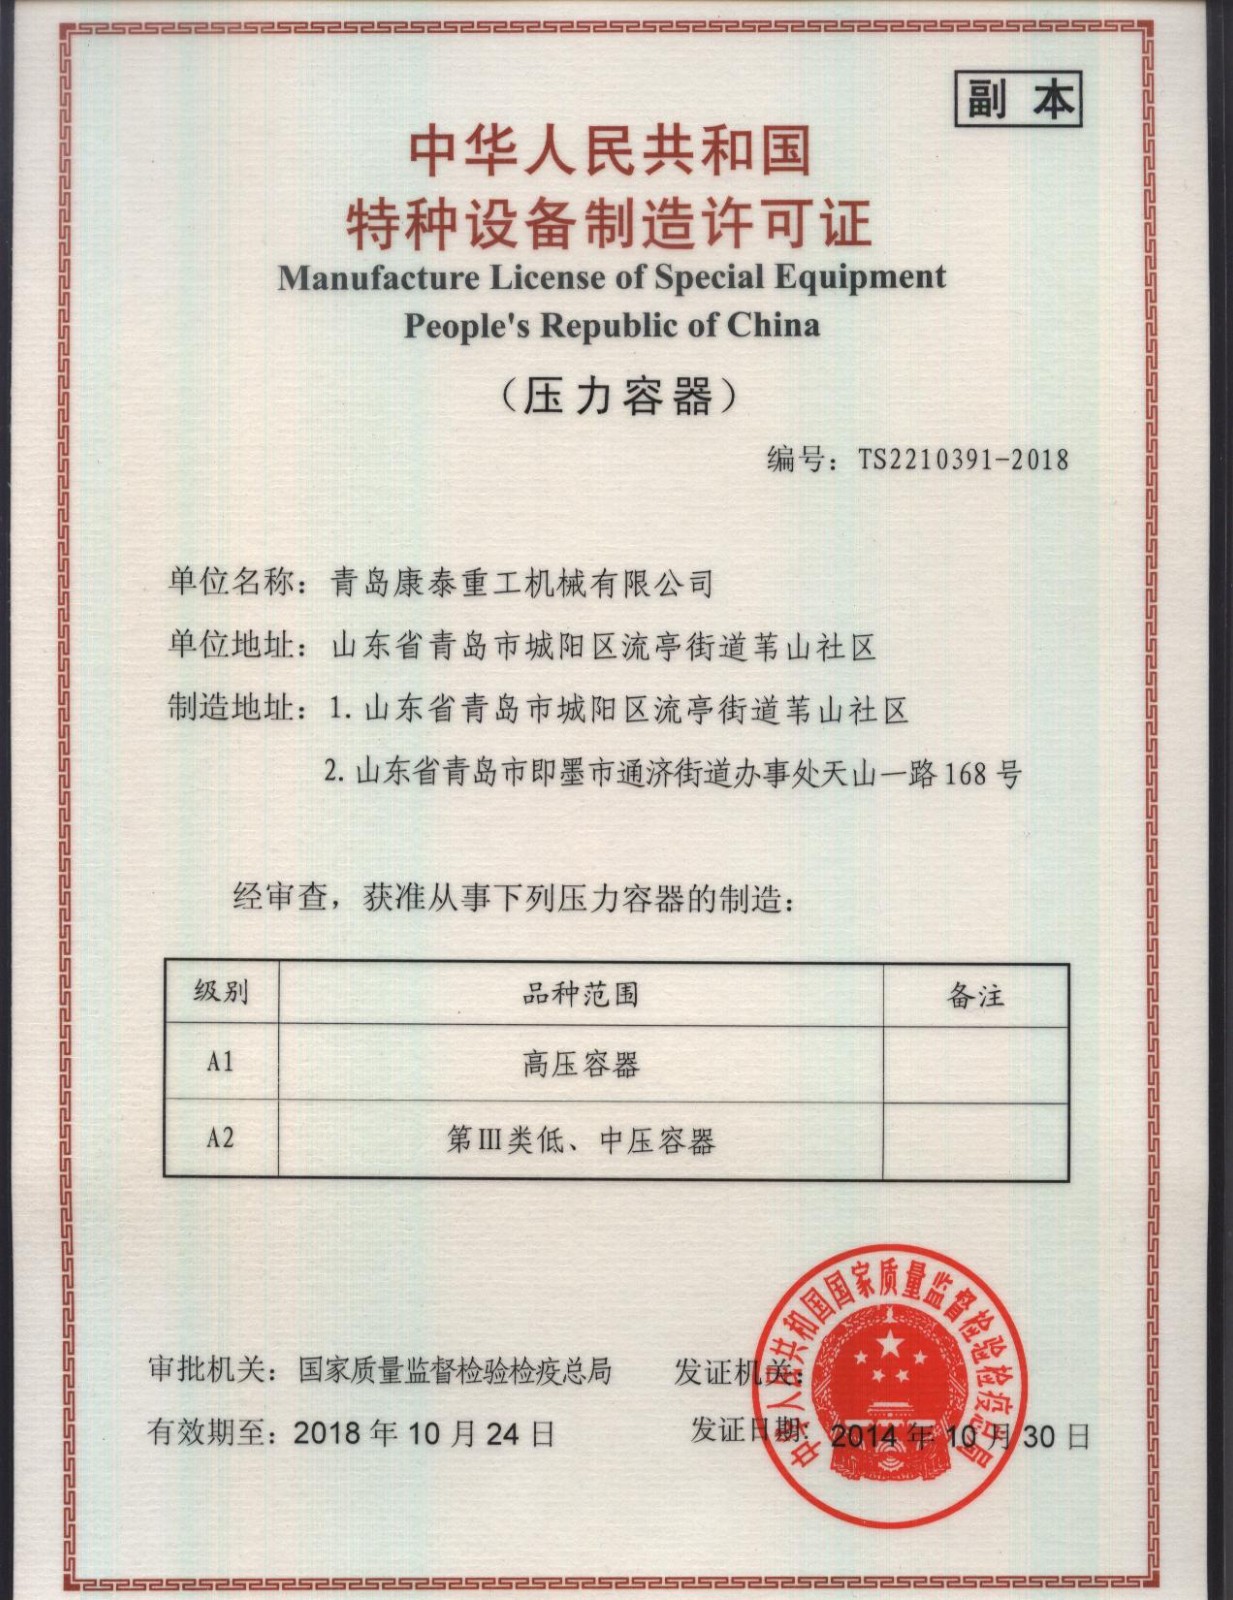 副 本
中华人民共和国
特种设备制造许可证
Manufacture License of Special Equipment
People's Republic of China
（压力容器）
编号：TS2210391-2018
单位名称：青岛康泰重工机械有限公司
单位地址：山东省青岛市城阳区流亭街道苇山社区
制造地址：1.山东省青岛市城阳区流亭街道苇山社区
2.山东省青岛市即墨市通济街道办事处天山一路168号
经审查，获准从事下列压力容器的制造：
级别 品种范围 备注
A1 高压容器
A2 第Ⅲ类低、中压容器
审批机关：国家质量监督检验检疫总局 发证机关：
有效期至：2018年10月24日 发证日期：2014年10月30日
中华人民共和国国家质量监督检验检疫总局